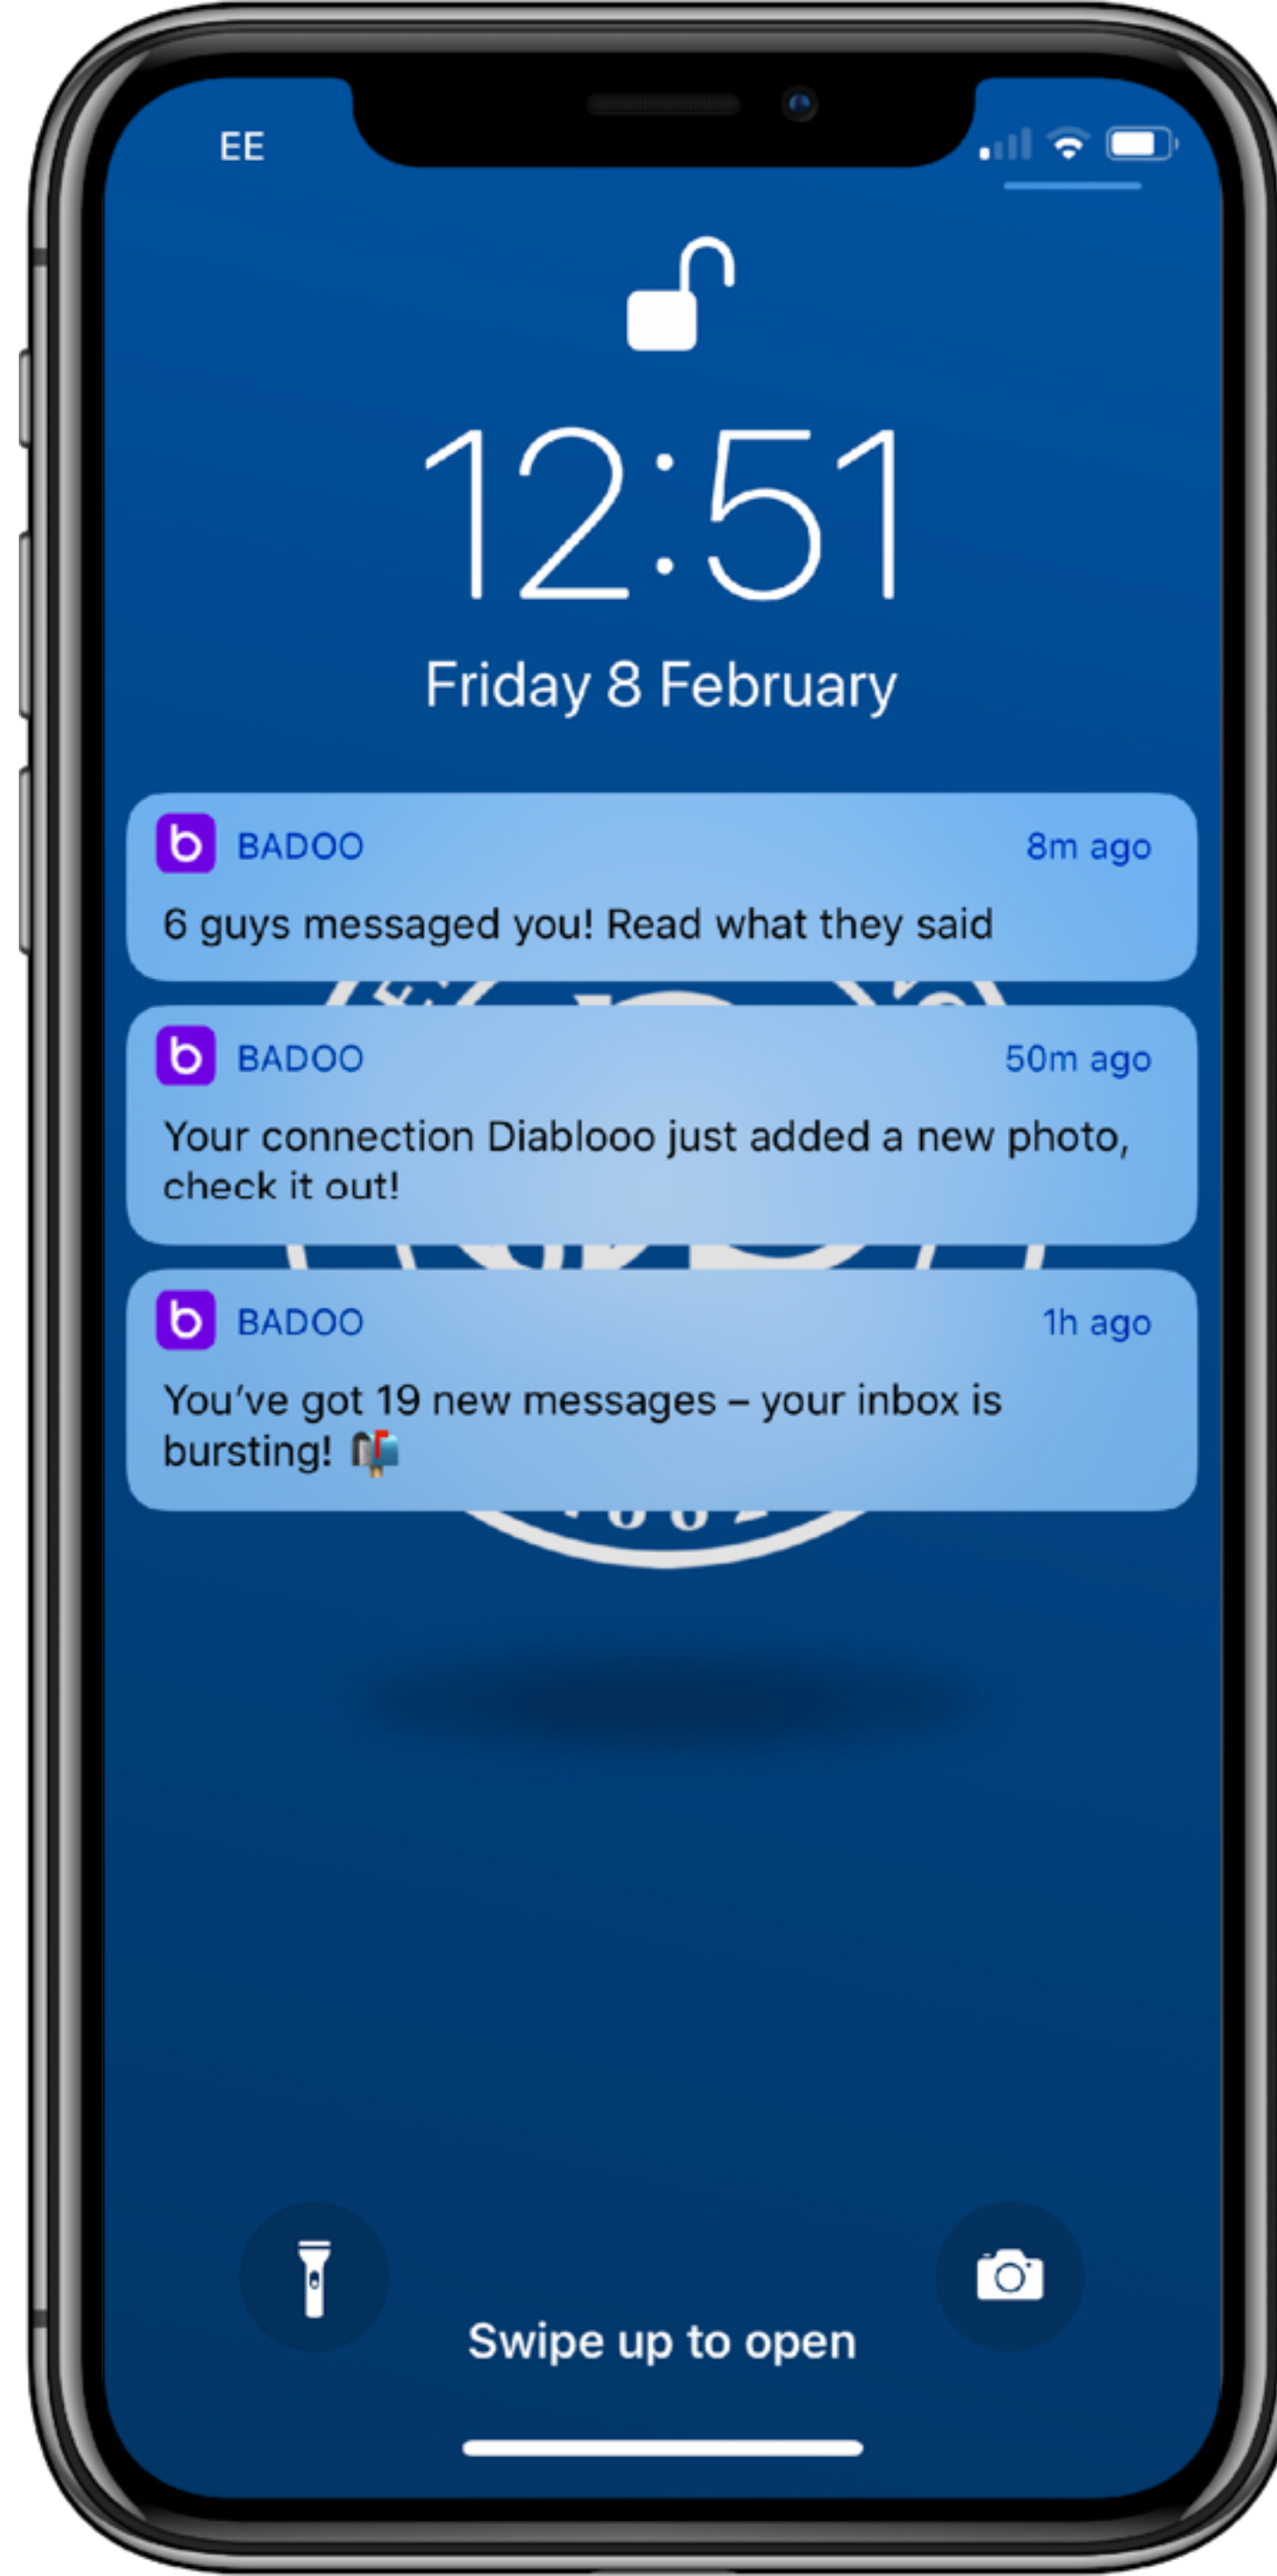 EE
12:51
Friday 8 February
BADOO
8m ago
6 guys messaged you! Read what they said
BADOO
50m ago
Your connection Diablooo just added a new photo,
check it out!
BADOO
1h ago
You’ve got 19 new messages – your inbox is
bursting! 📬
Swipe up to open